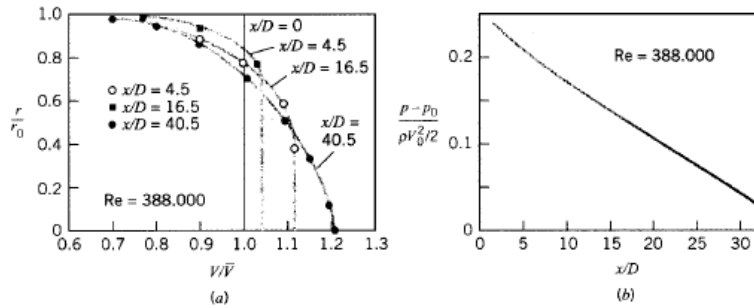 1.0
0.8
0.6
0.4
0.2
0
r
r0
x/D = 0
x/D = 4.5
x/D = 16.5
x/D = 4.5
x/D = 16.5
x/D = 40.5
x/D =
40.5
Re = 388.000
0.6 0.7 0.8 0.9 1.0 1.1 1.2 1.3
V/V̅
(a)
b)
0.2
0.1
0
p − p0
ρV0²/2
Re = 388.000
0 5 10 15 20 25 30
x/D
(b)